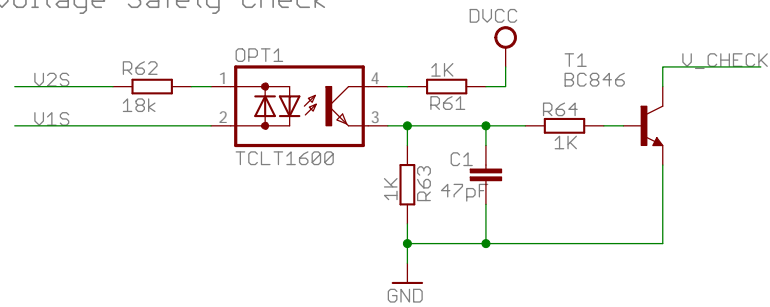 Voltage Safely Check
DVCC
OPT1
T1
BC846
V_CHECK
V2S
R62
18k
1
4
1K
R61
V1S
2
3
R64
1K
TCLT1600
1K
R63
C1
47pF
GND